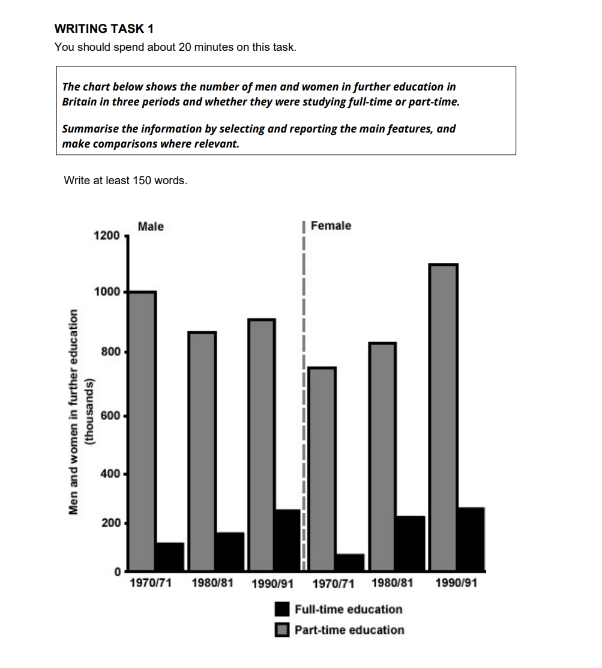 WRITING TASK 1
You should spend about 20 minutes on this task.
The chart below shows the number of men and women in further education in
Britain in three periods and whether they were studying full-time or part-time.
Summarise the information by selecting and reporting the main features, and
make comparisons where relevant.
Write at least 150 words.
Male
Female
Men and women in further education
(thousands)
1200
1000
800
600
400
200
0
1970/71 1980/81 1990/91 1970/71 1980/81 1990/91
Full-time education
Part-time education